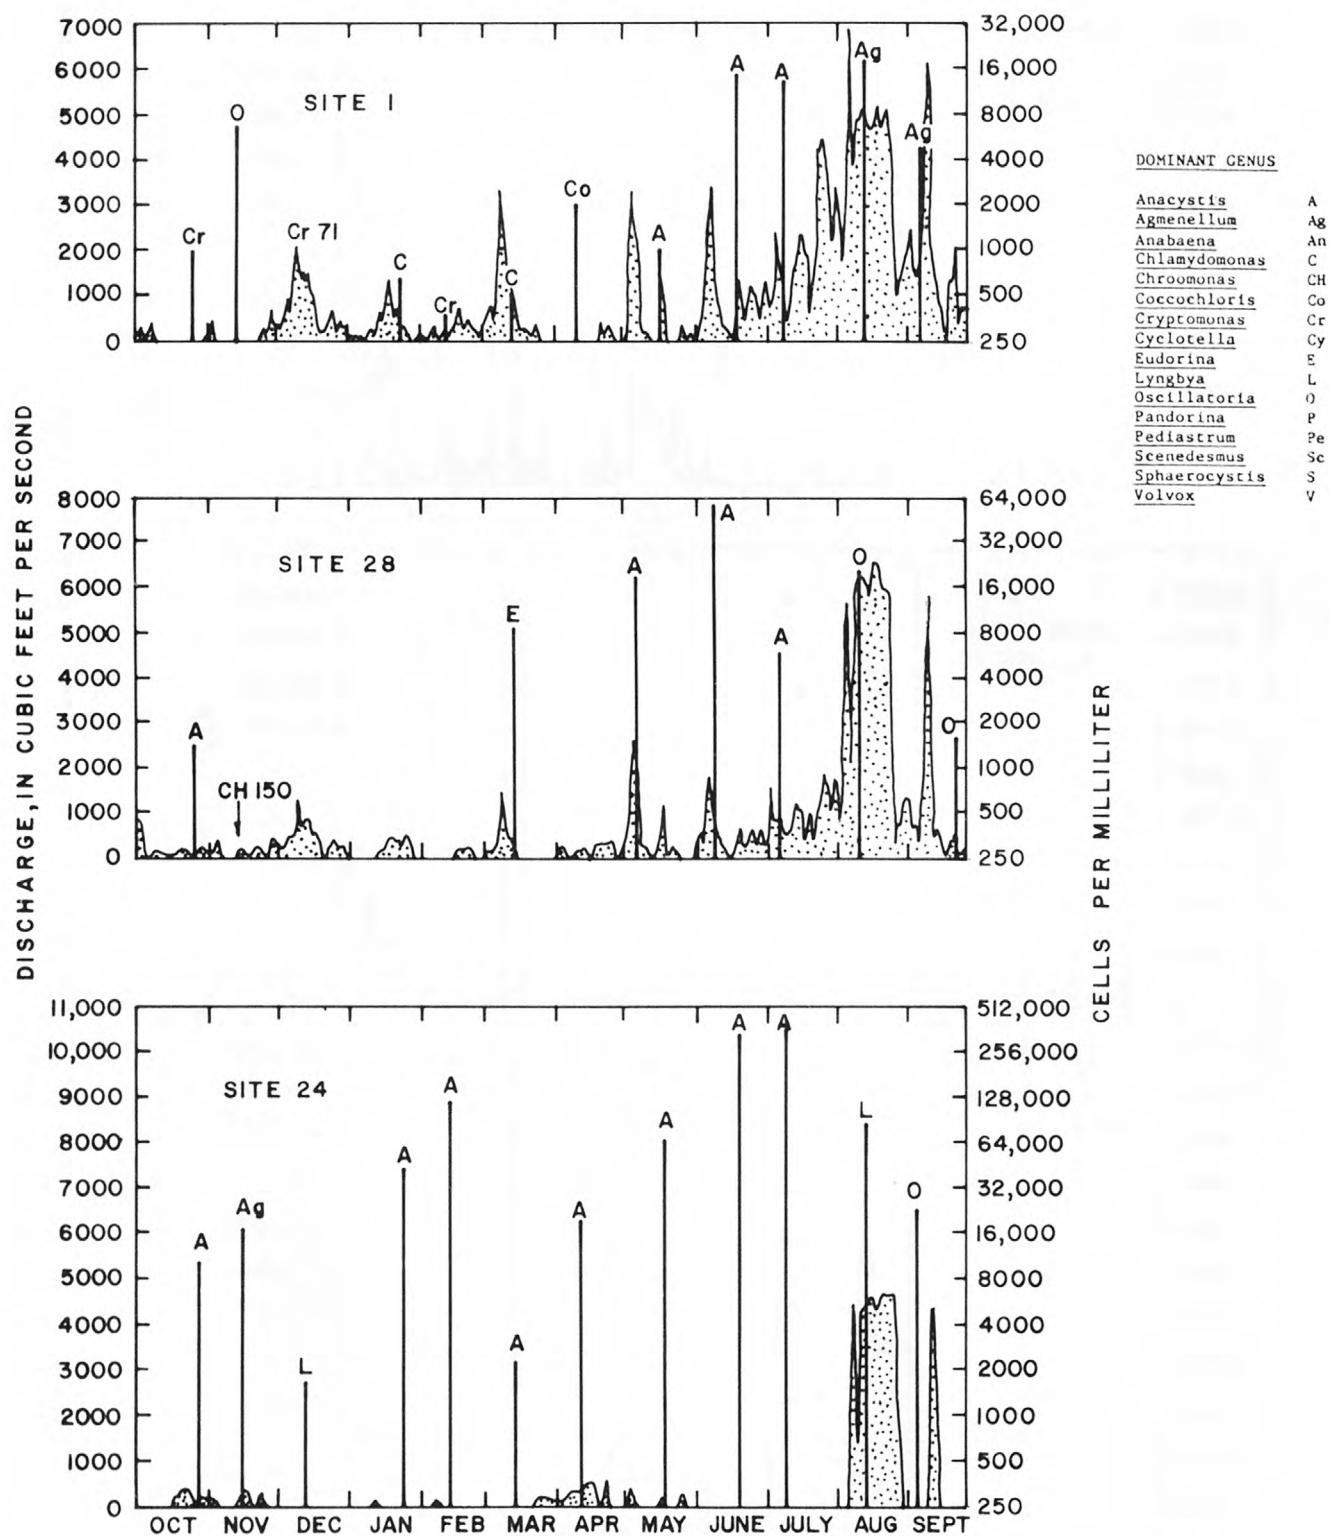 7000
6000
5000
4000
3000
2000
1000
0
32,000
16,000
8000
4000
2000
1000
500
250
SITE 1
Cr
O
Cr 71
C
Cr
C
Co
A
A
A
Ag
Ag
DOMINANT GENUS
Anacystis A
Agmenellum Ag
Anabaena An
Chlamydomonas C
Chroomonas CH
Coccochloris Co
Cryptomonas Cr
Cyclotella Cy
Eudorina E
Lyngbya L
Oscillatoria O
Pandorina P
Pediastrum Pe
Scenedesmus Sc
Sphaerocystis S
Volvox V
DISCHARGE, IN CUBIC FEET PER SECOND
8000
7000
6000
5000
4000
3000
2000
1000
0
64,000
32,000
16,000
8000
4000
2000
1000
500
250
SITE 28
A
CH 150
E
A
A
A
O
O
CELLS PER MILLILITER
11,000
10,000
9000
8000
7000
6000
5000
4000
3000
2000
1000
0
512,000
256,000
128,000
64,000
32,000
16,000
8000
4000
2000
1000
500
250
SITE 24
A
Ag
L
A
A
A
A
A
A
A
L
O
OCT NOV DEC JAN FEB MAR APR MAY JUNE JULY AUG SEPT